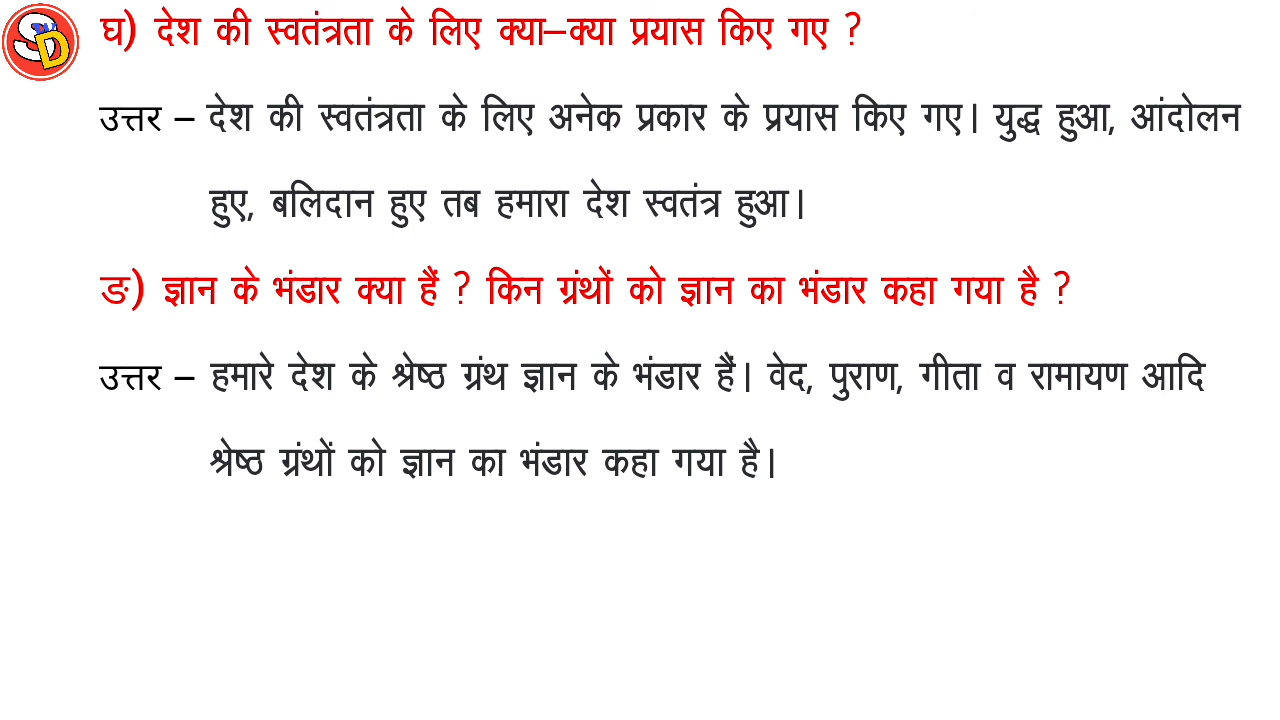 SD
घ) देश की स्वतंत्रता के लिए क्या–क्या प्रयास किए गए ?
उत्तर – देश की स्वतंत्रता के लिए अनेक प्रकार के प्रयास किए गए। युद्ध हुआ, आंदोलन
हुए, बलिदान हुए तब हमारा देश स्वतंत्र हुआ।
ङ) ज्ञान के भंडार क्या हैं ? किन ग्रंथों को ज्ञान का भंडार कहा गया है ?
उत्तर – हमारे देश के श्रेष्ठ ग्रंथ ज्ञान के भंडार हैं। वेद, पुराण, गीता व रामायण आदि
श्रेष्ठ ग्रंथों को ज्ञान का भंडार कहा गया है।